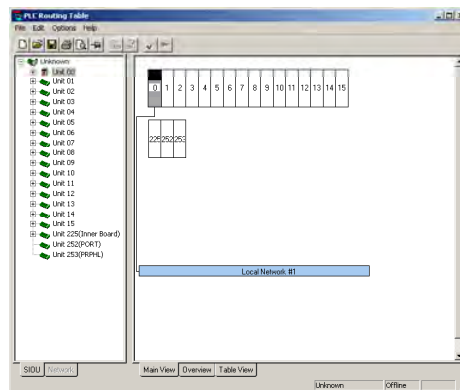 PLC Routing Table
File Edit Options Help
Unknown
Unit 00
Unit 01
Unit 02
Unit 03
Unit 04
Unit 05
Unit 06
Unit 07
Unit 08
Unit 09
Unit 10
Unit 11
Unit 12
Unit 13
Unit 14
Unit 15
Unit 225(Inner Board)
Unit 252(PORT)
Unit 253(PRPHL)
0 1 2 3 4 5 6 7 8 9 10 11 12 13 14 15
225 252 253
Local Network #1
SIOU Network
Main View Overview Table View
Unknown Offline